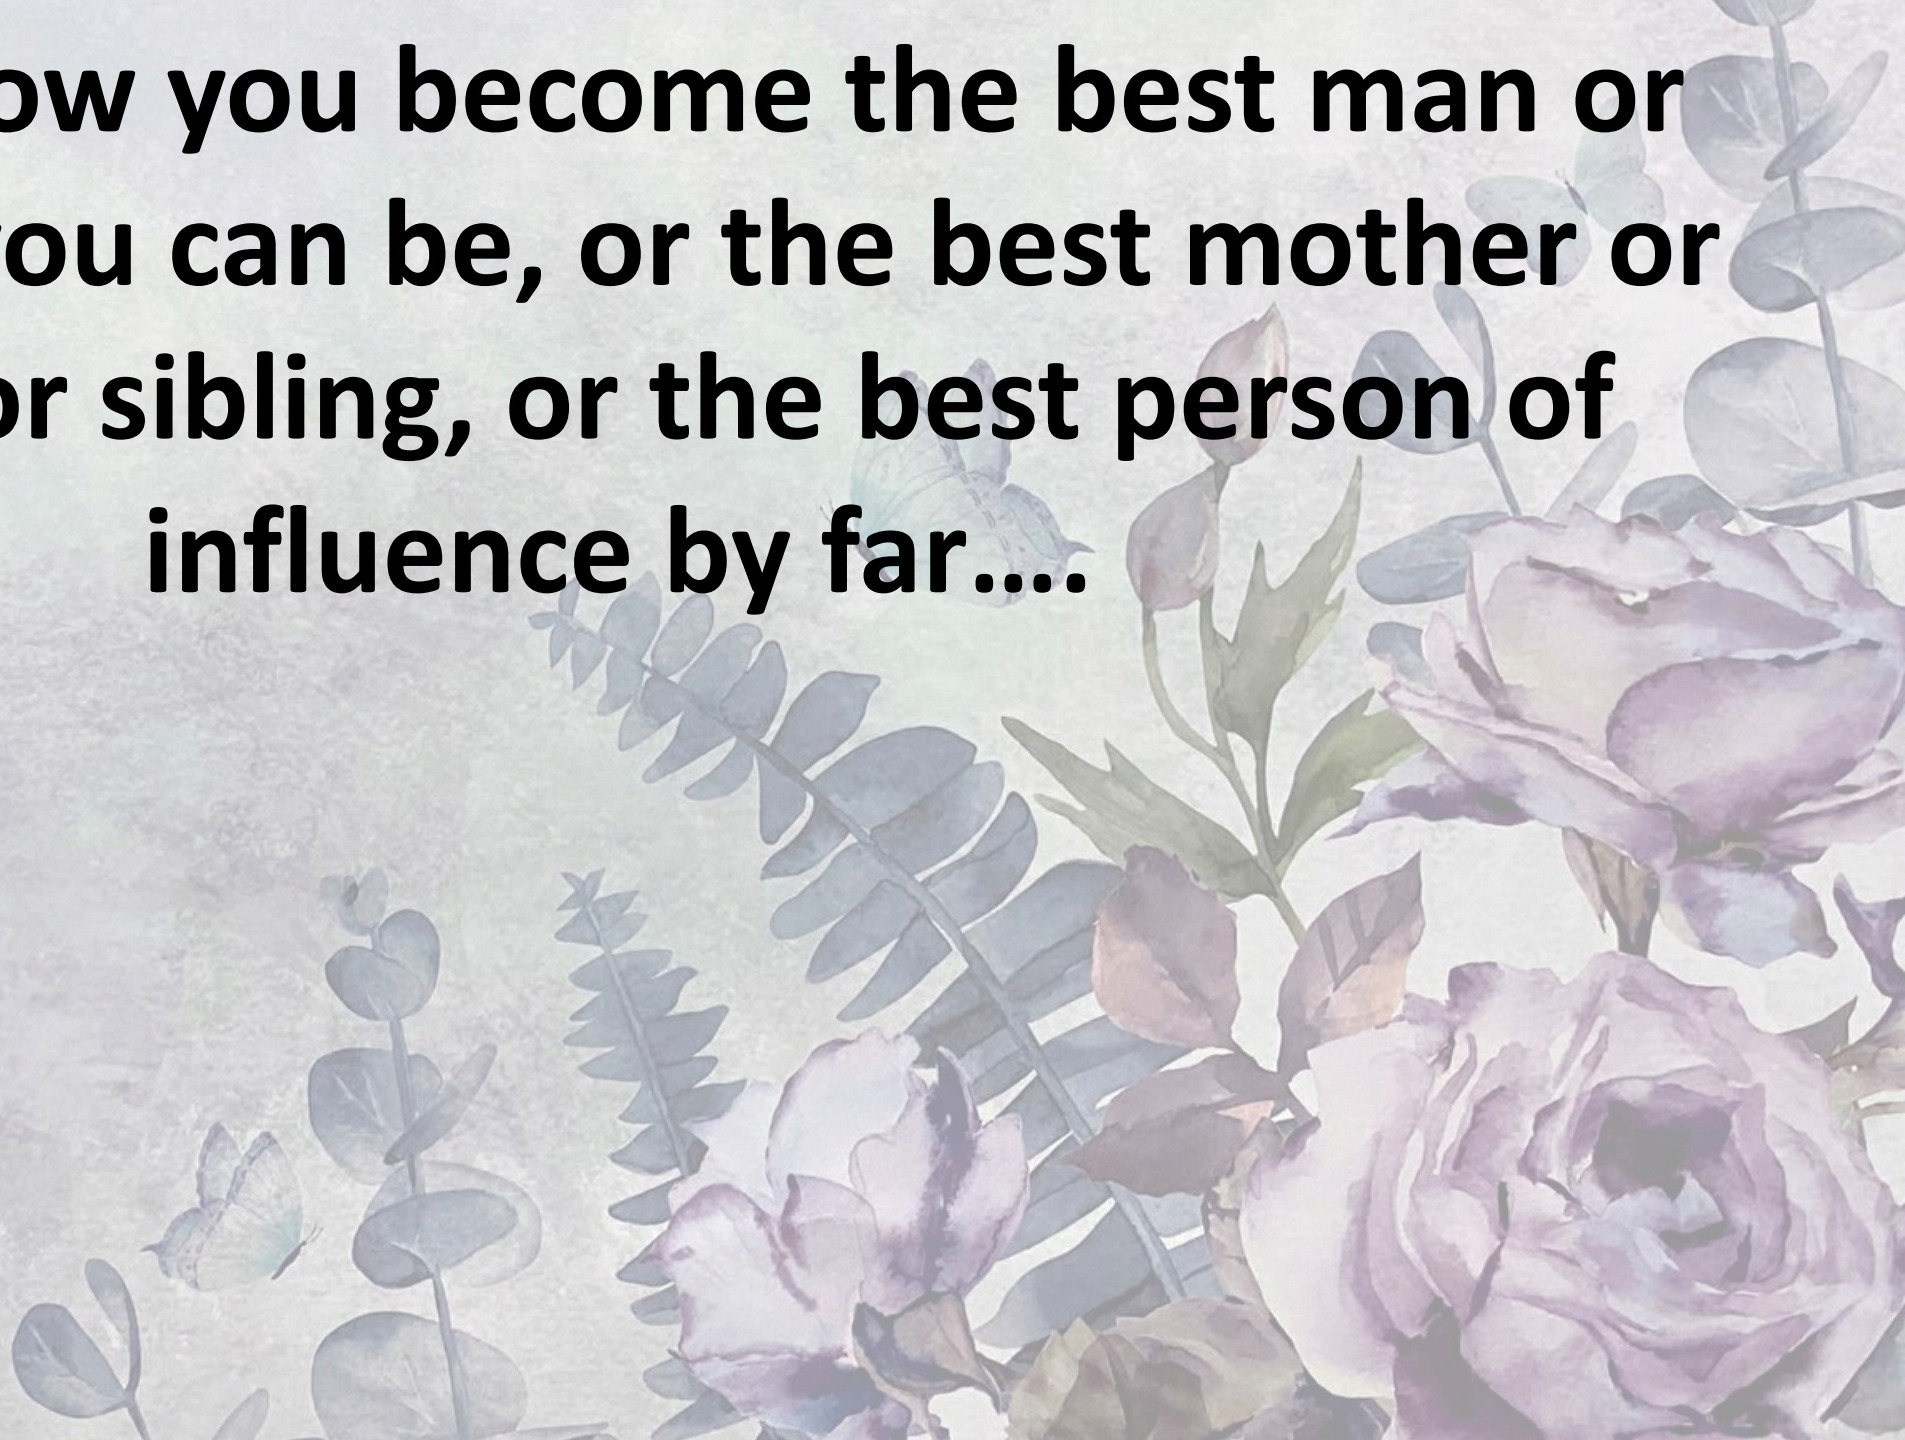 ow you become the best man or
you can be, or the best mother or
or sibling, or the best person of
influence by far....